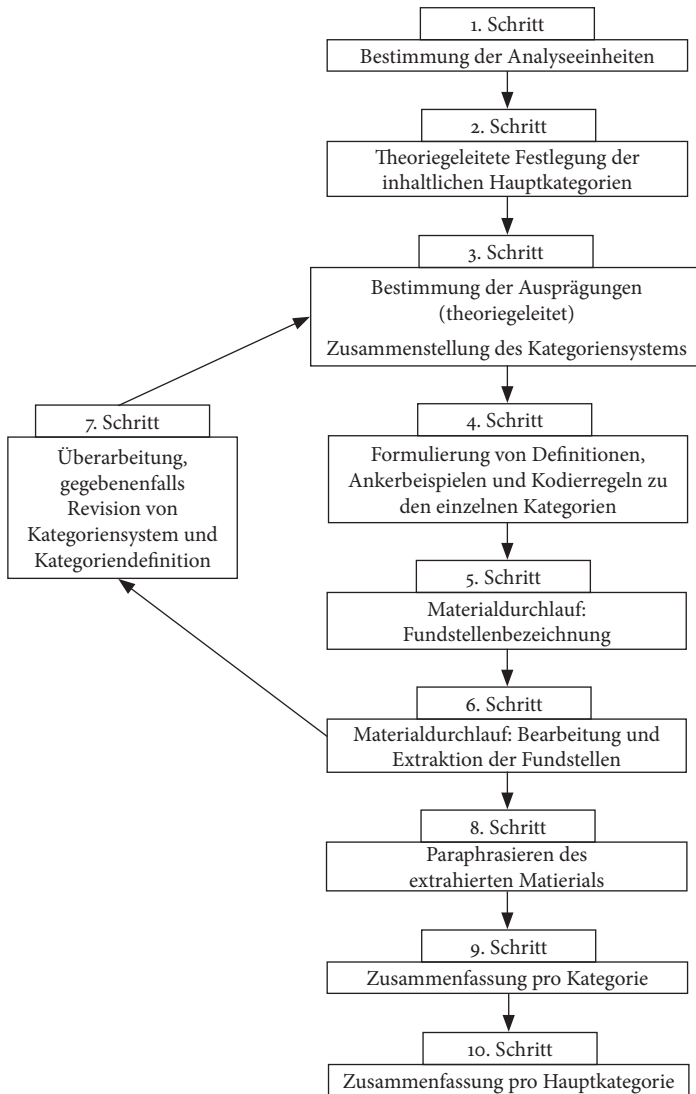 1. Schritt
Bestimmung der Analyseeinheiten
2. Schritt
Theoriegeleitete Festlegung der
inhaltlichen Hauptkategorien
3. Schritt
Bestimmung der Ausprägungen
(theoriegeleitet)
Zusammenstellung des Kategoriensystems
4. Schritt
Formulierung von Definitionen,
Ankerbeispielen und Kodierregeln zu
den einzelnen Kategorien
5. Schritt
Materialdurchlauf:
Fundstellenbezeichnung
6. Schritt
Materialdurchlauf: Bearbeitung und
Extraktion der Fundstellen
7. Schritt
Überarbeitung,
gegebenenfalls
Revision von
Kategoriensystem und
Kategoriendefinition
8. Schritt
Paraphrasieren des
extrahierten Matierials
9. Schritt
Zusammenfassung pro Kategorie
10. Schritt
Zusammenfassung pro Hauptkategorie